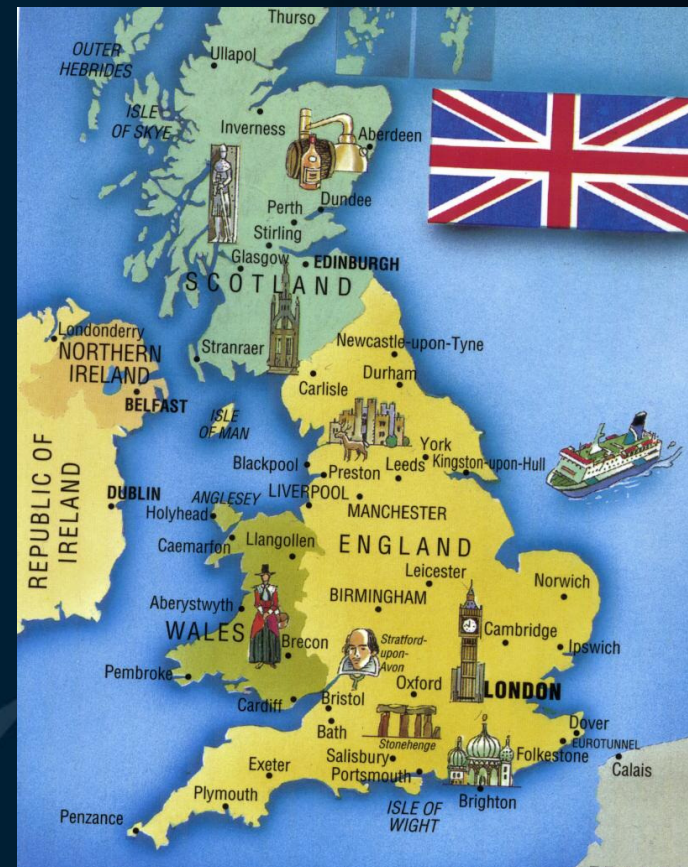 Thurso
OUTER
HEBRIDES
Ullapol
ISLE
OF SKYE
Inverness
Aberdeen
Perth
Dundee
Stirling
Glasgow
EDINBURGH
SCOTLAND
Londonderry
NORTHERN
IRELAND
BELFAST
Stranraer
Newcastle-upon-Tyne
Durham
Carlisle
ISLE
OF MAN
York
Blackpool
Preston
Leeds
Kingston-upon-Hull
REPUBLIC OF
IRELAND
DUBLIN
ANGLESEY
LIVERPOOL
Holyhead
MANCHESTER
Caemarfon
Llangollen
ENGLAND
Leicester
Norwich
BIRMINGHAM
Aberystwyth
WALES
Brecon
Stratford-
upon-
Avon
Cambridge
Ipswich
Pembroke
Oxford
LONDON
Cardiff
Bristol
Bath
Stonehenge
Dover
EUROTUNNEL
Folkestone
Calais
Salisbury
Portsmouth
Exeter
Plymouth
Brighton
ISLE OF
WIGHT
Penzance